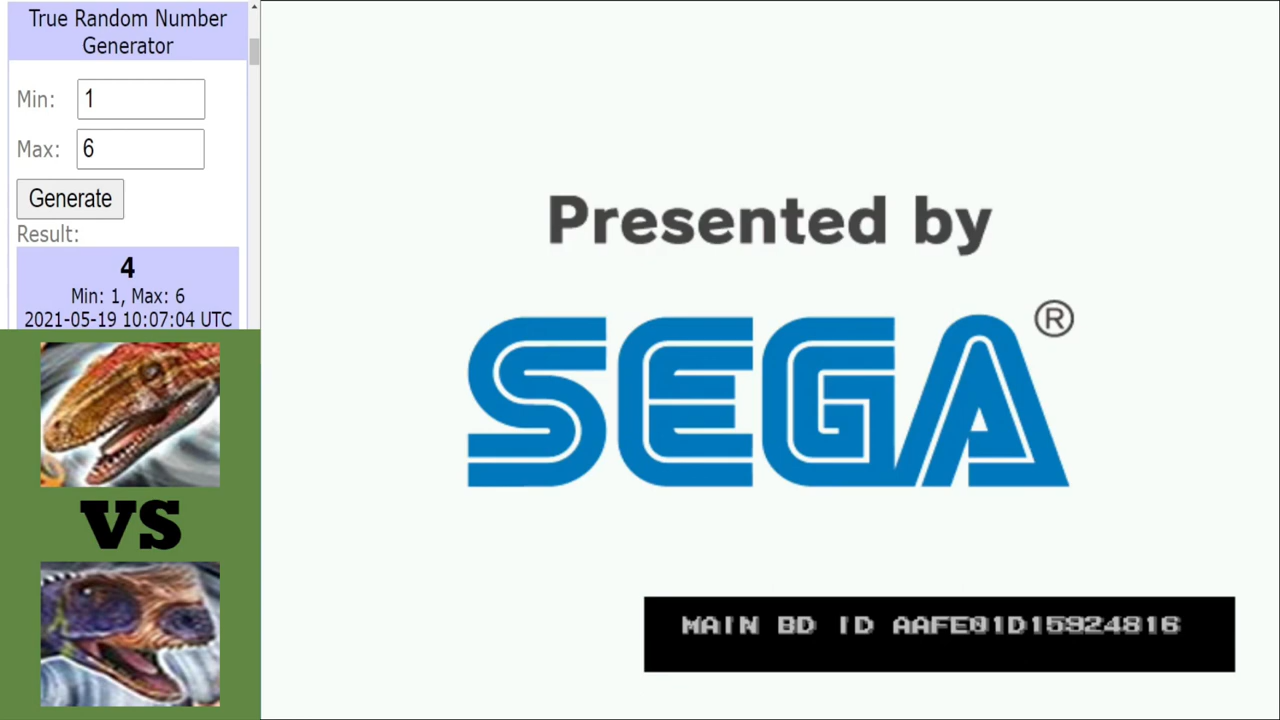 True Random Number
Generator
Min: 1
Max: 6
Generate
Result:
4
Min: 1, Max: 6
2021-05-19 10:07:04 UTC
VS
Presented by
SEGA®
MAIN BD ID AAFE01D15924816